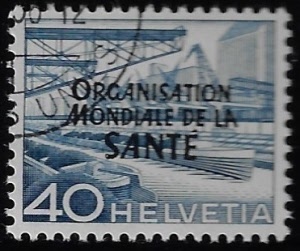 ORGANISATION
MONDIALE DE LA
SANTÉ
40 HELVETIA